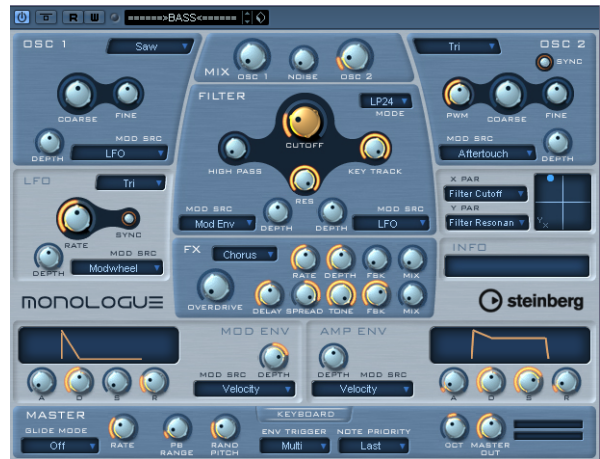 R W ======>BASS<======
OSC 1 Saw
COARSE FINE
MOD SRC
DEPTH LFO
MIX OSC 1 NOISE OSC 2
FILTER LP24
MODE
CUTOFF
HIGH PASS KEY TRACK
RES
MOD SRC MOD SRC
Mod Env DEPTH DEPTH LFO
Tri OSC 2
SYNC
PWM COARSE FINE
MOD SRC
Aftertouch DEPTH
LFO Tri
RATE SYNC
MOD SRC
DEPTH Modwheel
X PAR
Filter Cutoff
Y PAR
Filter Resonan
Y X
FX Chorus
RATE DEPTH FBK MIX
OVERDRIVE DELAY SPREAD TONE FBK MIX
INFO
MONOLOGUE
steinberg
MOD ENV
MOD SRC DEPTH
A D S R Velocity
AMP ENV
DEPTH MOD SRC
Velocity A D S R
MASTER KEYBOARD
GLIDE MODE ENV TRIGGER NOTE PRIORITY
Off RATE PB RANGE RAND PITCH Multi Last OCT MASTER OUT